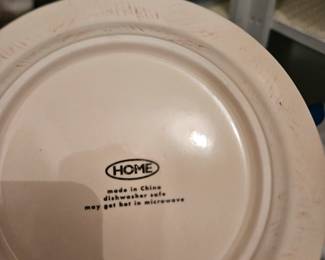 HOME
made in China
dishwasher safe
may get hot in microwave